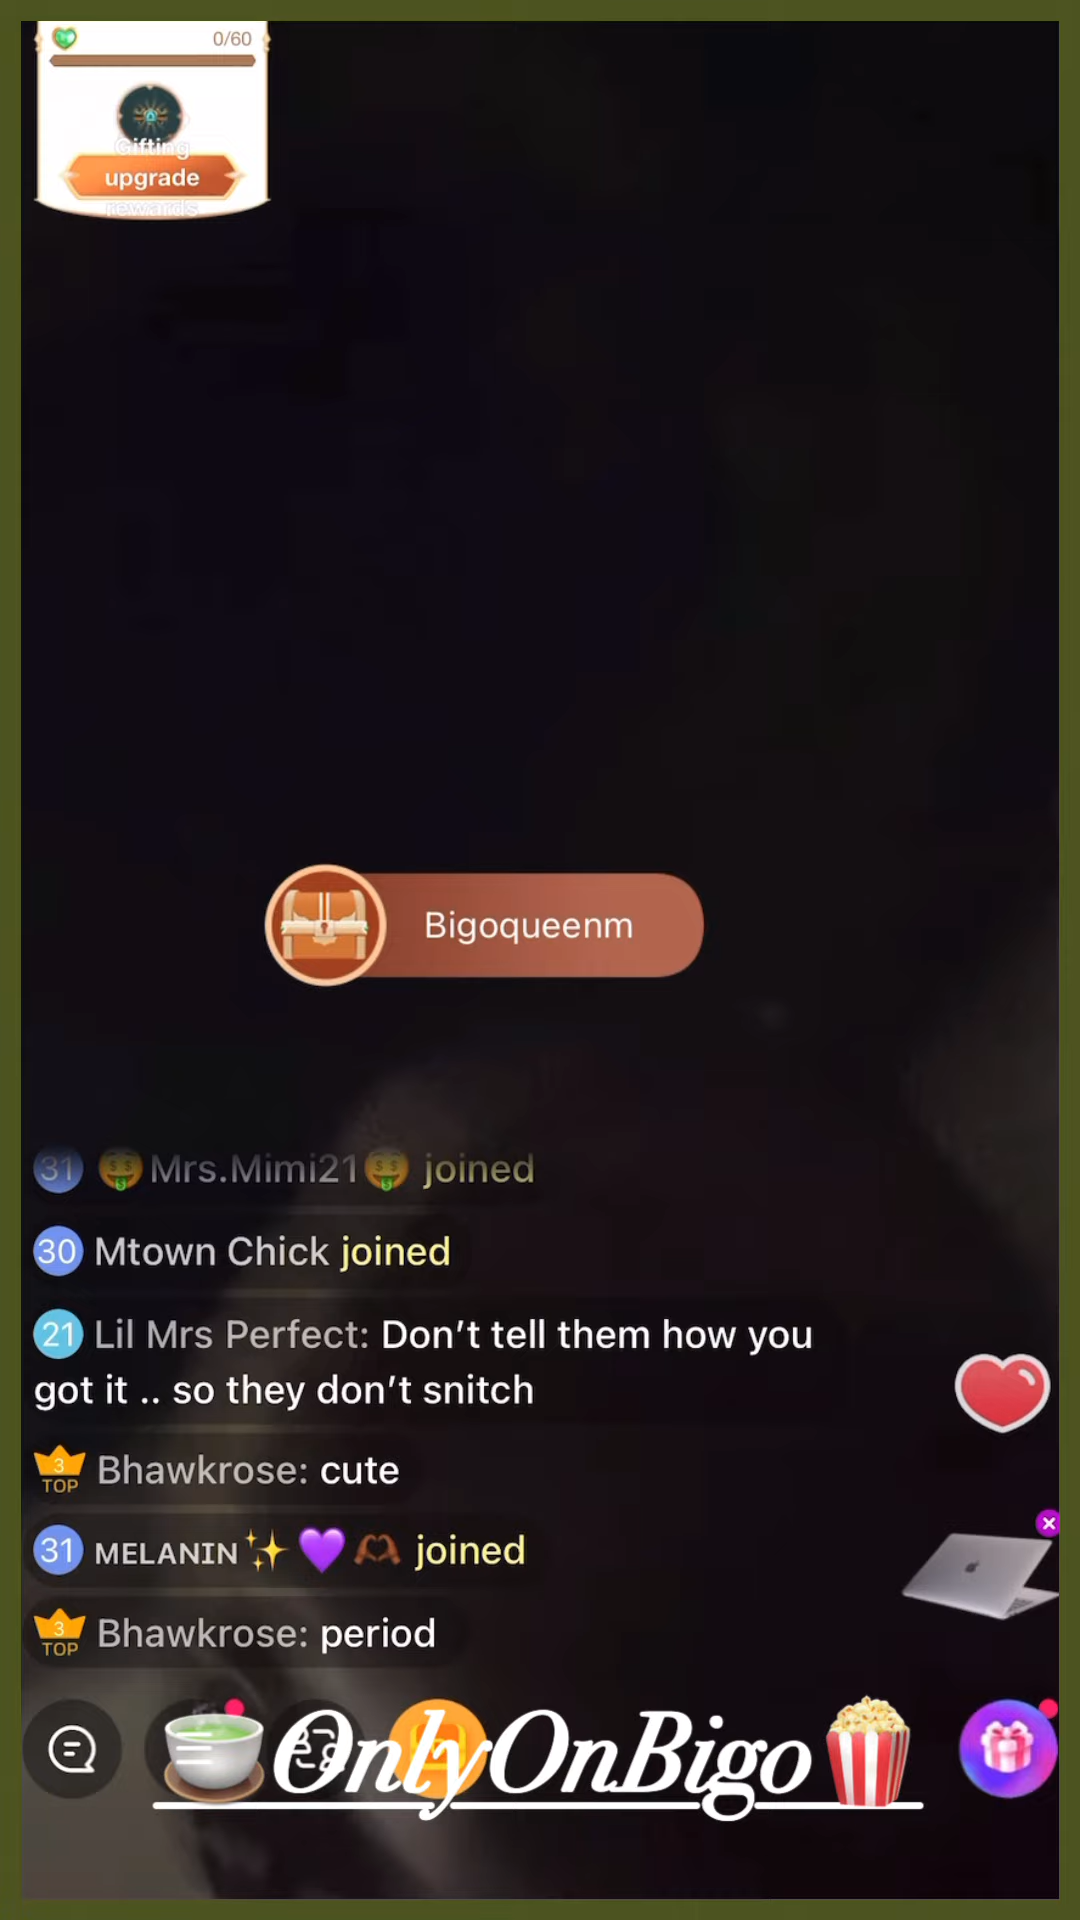 0/60
Gifting
upgrade
rewards
Bigoqueenm
31 🤑Mrs.Mimi21🤑 joined
30 Mtown Chick joined
21 Lil Mrs Perfect: Don’t tell them how you
got it .. so they don’t snitch
3 TOP Bhawkrose: cute
31 ᴍᴇʟᴀɴɪɴ✨💜🫶🏾 joined
3 TOP Bhawkrose: period
🍵OnlyOnBigo🍿